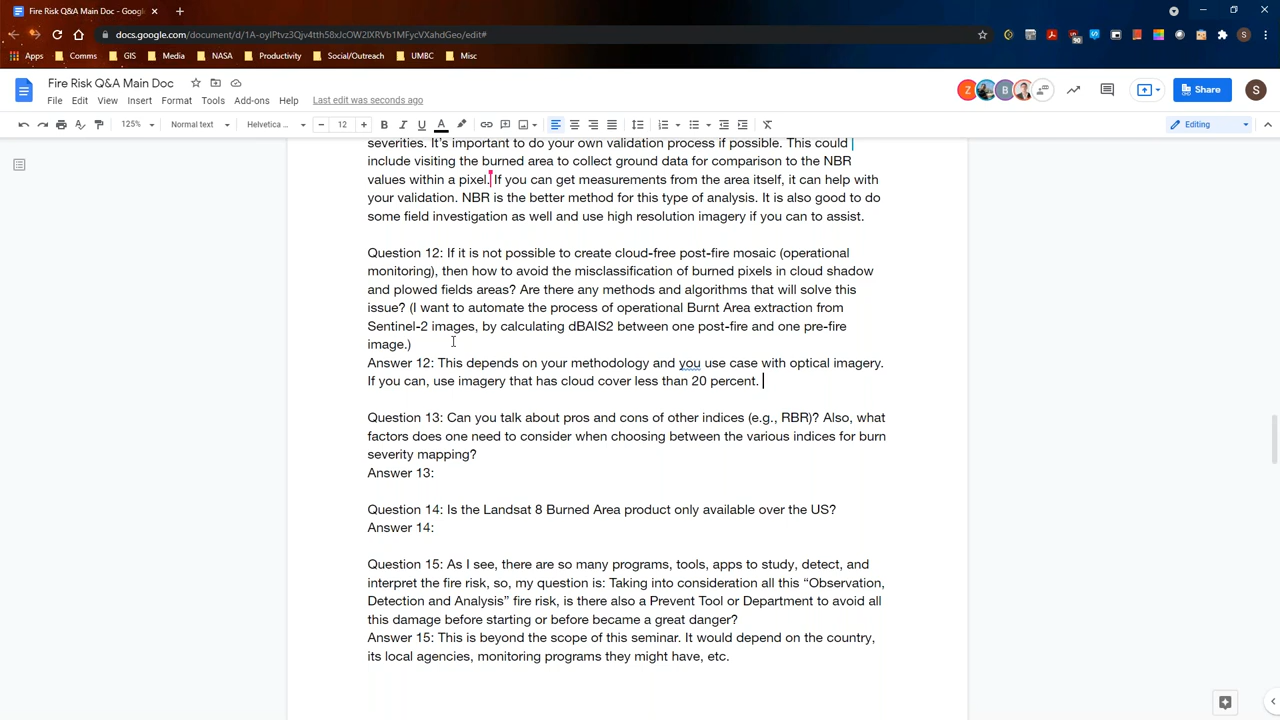 Fire Risk Q&A Main Doc - Googl
docs.google.com/document/d/1A-oyIPtvz3Qjv4tth58xJcOW2IXRVb1MFycVXahdGeo/edit#
Apps Comms GIS Media NASA Productivity Social/Outreach UMBC Misc
Fire Risk Q&A Main Doc
File Edit View Insert Format Tools Add-ons Help Last edit was seconds ago
Z B Share S
125% Normal text Helvetica ... 12 Editing
severities. It's important to do your own validation process if possible. This could
include visiting the burned area to collect ground data for comparison to the NBR
values within a pixel. If you can get measurements from the area itself, it can help with
your validation. NBR is the better method for this type of analysis. It is also good to do
some field investigation as well and use high resolution imagery if you can to assist.
Question 12: If it is not possible to create cloud-free post-fire mosaic (operational
monitoring), then how to avoid the misclassification of burned pixels in cloud shadow
and plowed fields areas? Are there any methods and algorithms that will solve this
issue? (I want to automate the process of operational Burnt Area extraction from
Sentinel-2 images, by calculating dBAIS2 between one post-fire and one pre-fire
image.)
Answer 12: This depends on your methodology and you use case with optical imagery.
If you can, use imagery that has cloud cover less than 20 percent.
Question 13: Can you talk about pros and cons of other indices (e.g., RBR)? Also, what
factors does one need to consider when choosing between the various indices for burn
severity mapping?
Answer 13:
Question 14: Is the Landsat 8 Burned Area product only available over the US?
Answer 14:
Question 15: As I see, there are so many programs, tools, apps to study, detect, and
interpret the fire risk, so, my question is: Taking into consideration all this “Observation,
Detection and Analysis” fire risk, is there also a Prevent Tool or Department to avoid all
this damage before starting or before became a great danger?
Answer 15: This is beyond the scope of this seminar. It would depend on the country,
its local agencies, monitoring programs they might have, etc.